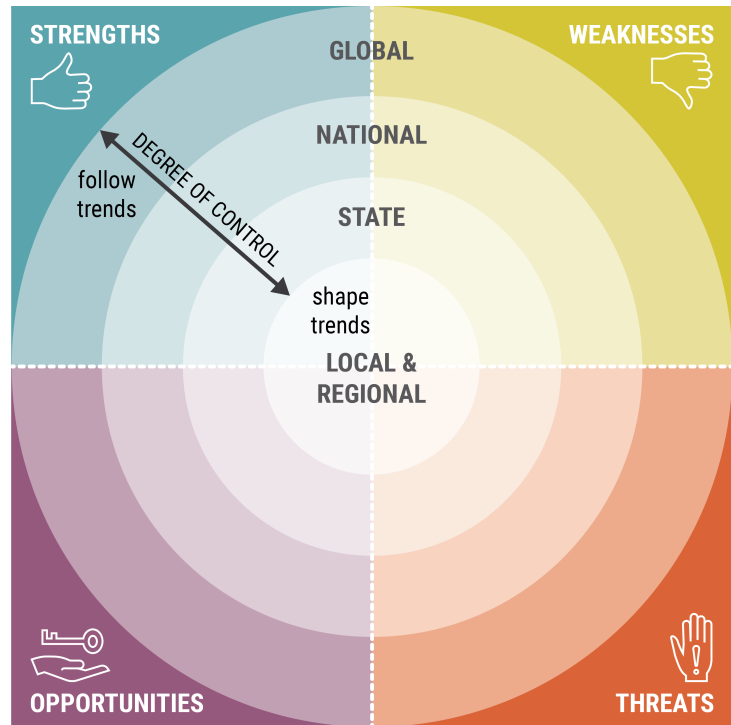 STRENGTHS
WEAKNESSES
GLOBAL
NATIONAL
DEGREE OF CONTROL
follow
trends
STATE
shape
trends
LOCAL &
REGIONAL
OPPORTUNITIES
THREATS